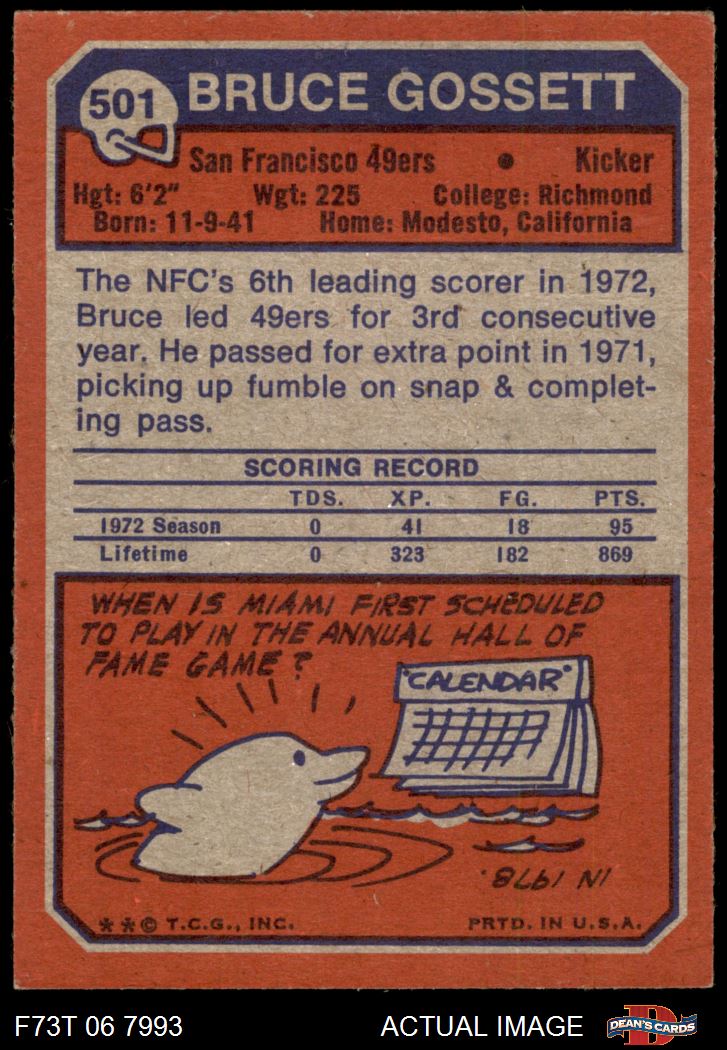 501 BRUCE GOSSETT
San Francisco 49ers • Kicker
Hgt: 6'2" Wgt: 225 College: Richmond
Born: 11-9-41 Home: Modesto, California
The NFC's 6th leading scorer in 1972,
Bruce led 49ers for 3rd consecutive
year. He passed for extra point in 1971,
picking up fumble on snap & complet-
ing pass.
SCORING RECORD
TDS. XP. FG. PTS.
1972 Season 0 41 18 95
Lifetime 0 323 182 869
WHEN IS MIAMI FIRST SCHEDULED
TO PLAY IN THE ANNUAL HALL OF
FAME GAME?
"CALENDAR"
IN 1978.
**© T.C.G., INC. PRTD. IN U.S.A.
F73T 06 7993 ACTUAL IMAGE D DEAN'S CARDS